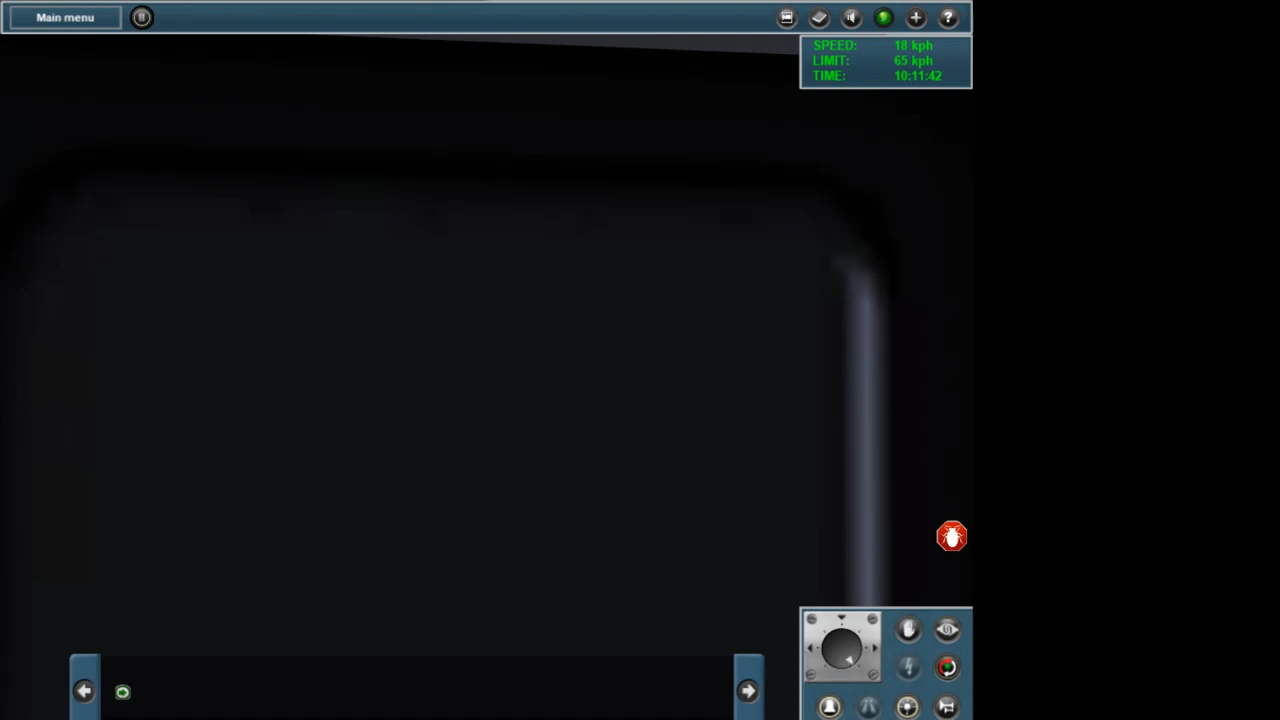 Main menu
?
SPEED: 18 kph
LIMIT: 65 kph
TIME: 10:11:42